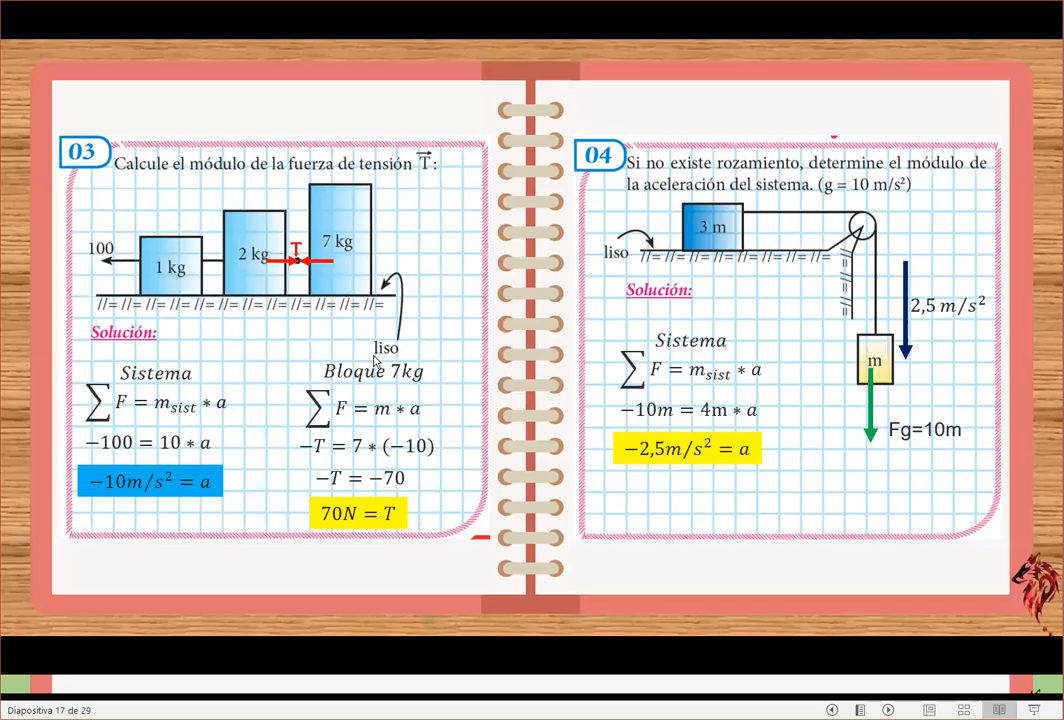 03
Calcule el módulo de la fuerza de tensión T:
100
1 kg
2 kg
T
7 kg
liso
Solución:
Sistema
∑ F = m_sist * a
−100 = 10 * a
−10m/s² = a
Bloque 7kg
∑ F = m * a
−T = 7 * (−10)
−T = −70
70N = T
04
Si no existe rozamiento, determine el módulo de
la aceleración del sistema. (g = 10 m/s²)
3 m
liso
2,5 m/s²
m
Fg=10m
Solución:
Sistema
∑ F = m_sist * a
−10m = 4m * a
−2,5m/s² = a
Diapositiva 17 de 29